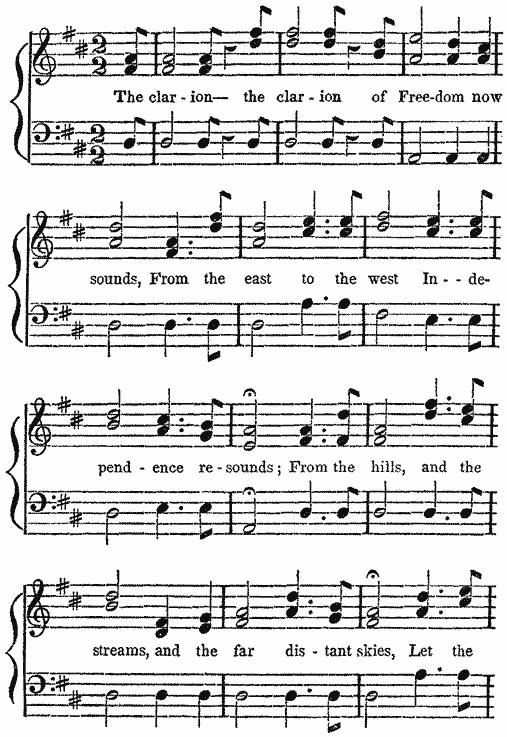 The clar - ion— the clar - ion of Free-dom now
sounds, From the east to the west In - - de-
pend - ence re - sounds; From the hills, and the
streams, and the far dis - tant skies, Let the